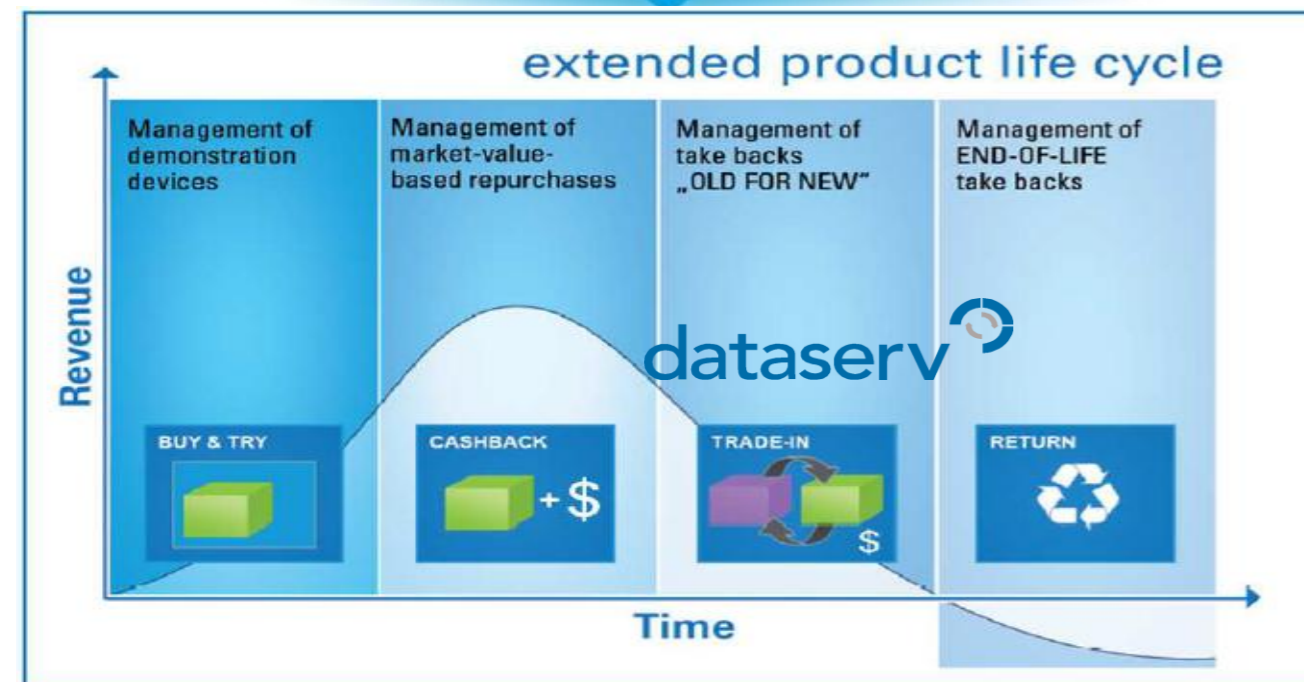 extended product life cycle
Management of
demonstration
devices
Management of
market-value-
based repurchases
Management of
take backs
„OLD FOR NEW“
Management of
END-OF-LIFE
take backs
Revenue
dataserv
BUY & TRY
CASHBACK
+ $
TRADE-IN
$
RETURN
Time